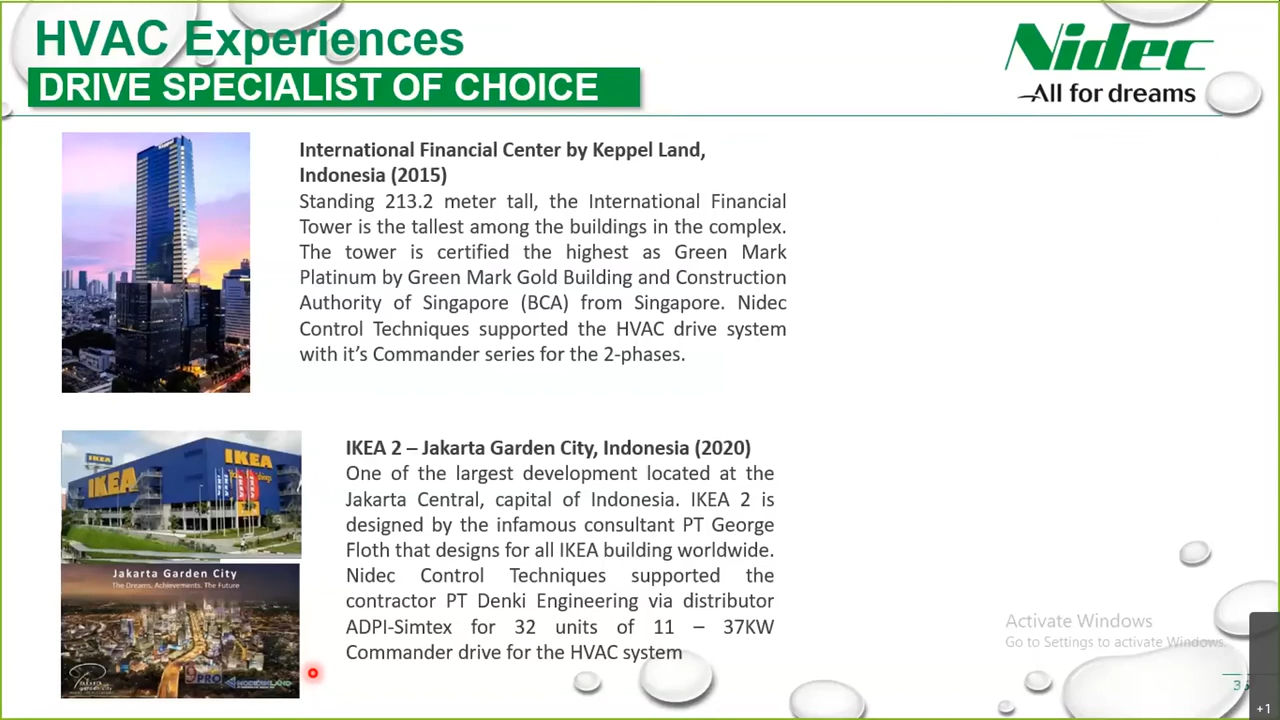 HVAC Experiences
DRIVE SPECIALIST OF CHOICE
Nidec
All for dreams
International Financial Center by Keppel Land,
Indonesia (2015)
Standing 213.2 meter tall, the International Financial
Tower is the tallest among the buildings in the complex.
The tower is certified the highest as Green Mark
Platinum by Green Mark Gold Building and Construction
Authority of Singapore (BCA) from Singapore. Nidec
Control Techniques supported the HVAC drive system
with it's Commander series for the 2-phases.
IKEA
IKEA
IKEA
Jakarta Garden City
The Dreams. Achievements. The Future
IKEA 2 – Jakarta Garden City, Indonesia (2020)
One of the largest development located at the
Jakarta Central, capital of Indonesia. IKEA 2 is
designed by the infamous consultant PT George
Floth that designs for all IKEA building worldwide.
Nidec Control Techniques supported the
contractor PT Denki Engineering via distributor
ADPI-Simtex for 32 units of 11 – 37KW
Commander drive for the HVAC system
Activate Windows
Go to Settings to activate Windows.
+1